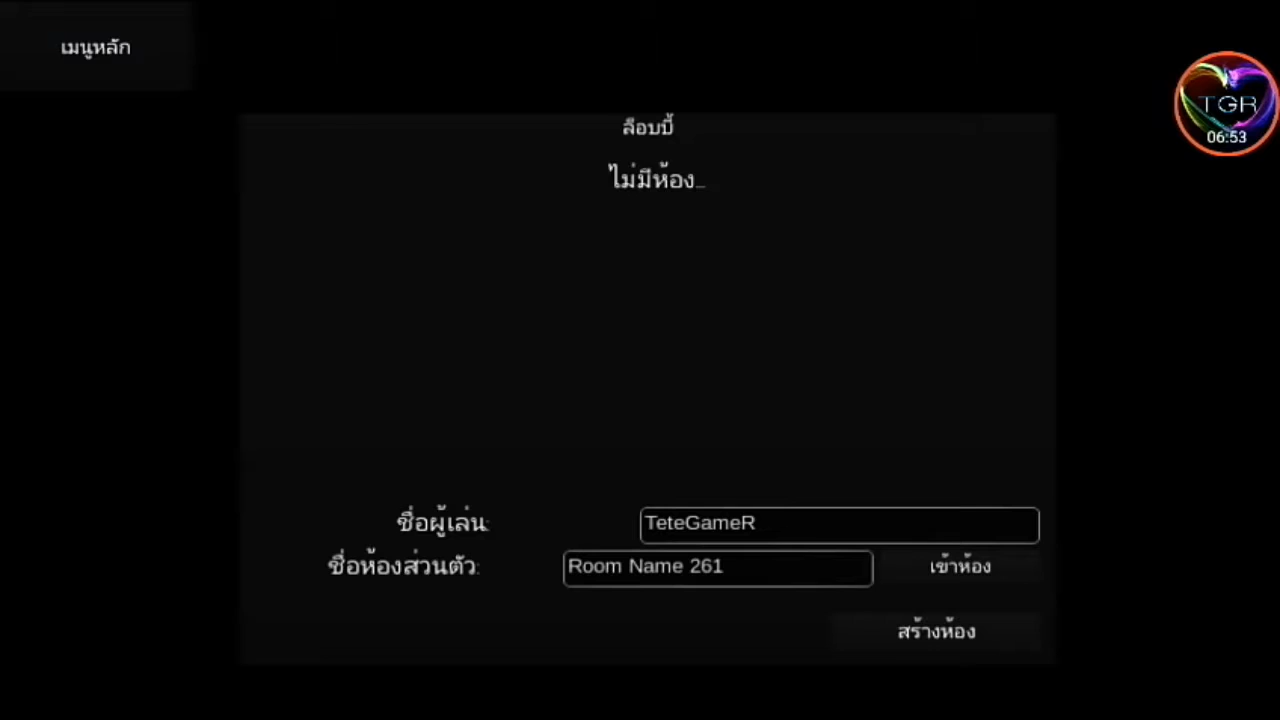 เมนูหลัก
TGR
06:53
ล็อบบี้
ไม่มีห้อง...
ชื่อผู้เล่น:
TeteGameR
ชื่อห้องส่วนตัว:
Room Name 261
เข้าห้อง
สร้างห้อง